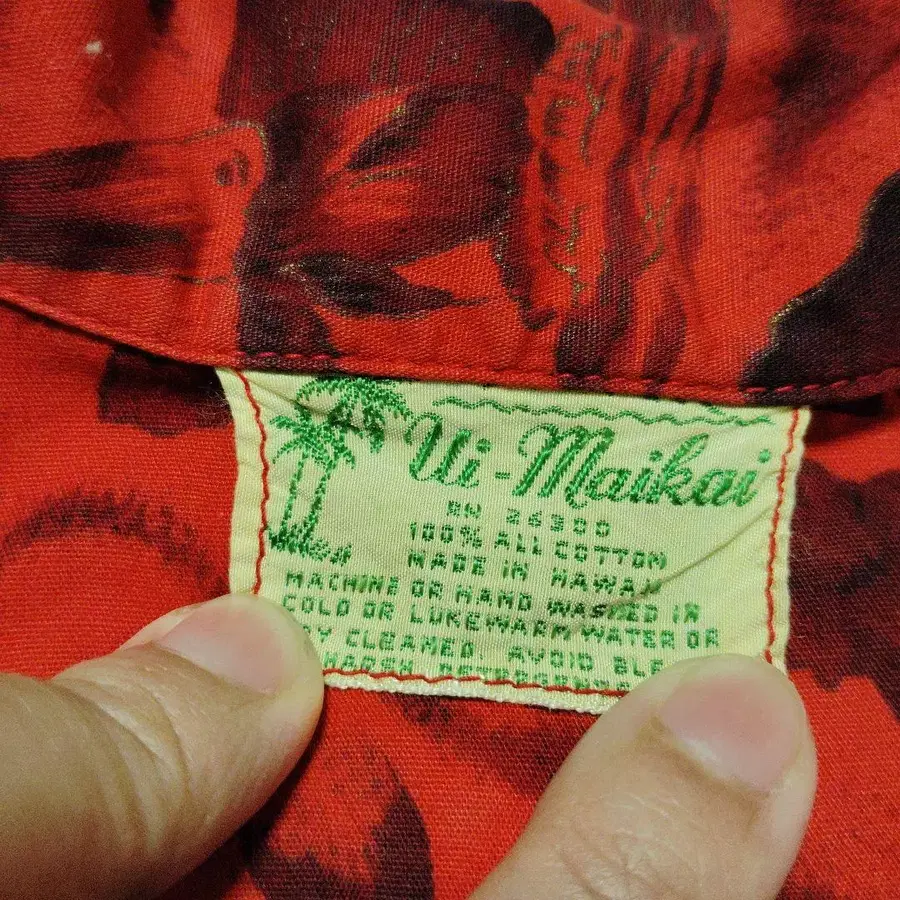 Ui-Maikai
RN 26300
100% ALL COTTON
MADE IN HAWAII
MACHINE OR HAND WASHED IN
COLD OR LUKEWARM WATER OR
CLEANED AVOID
HARSH